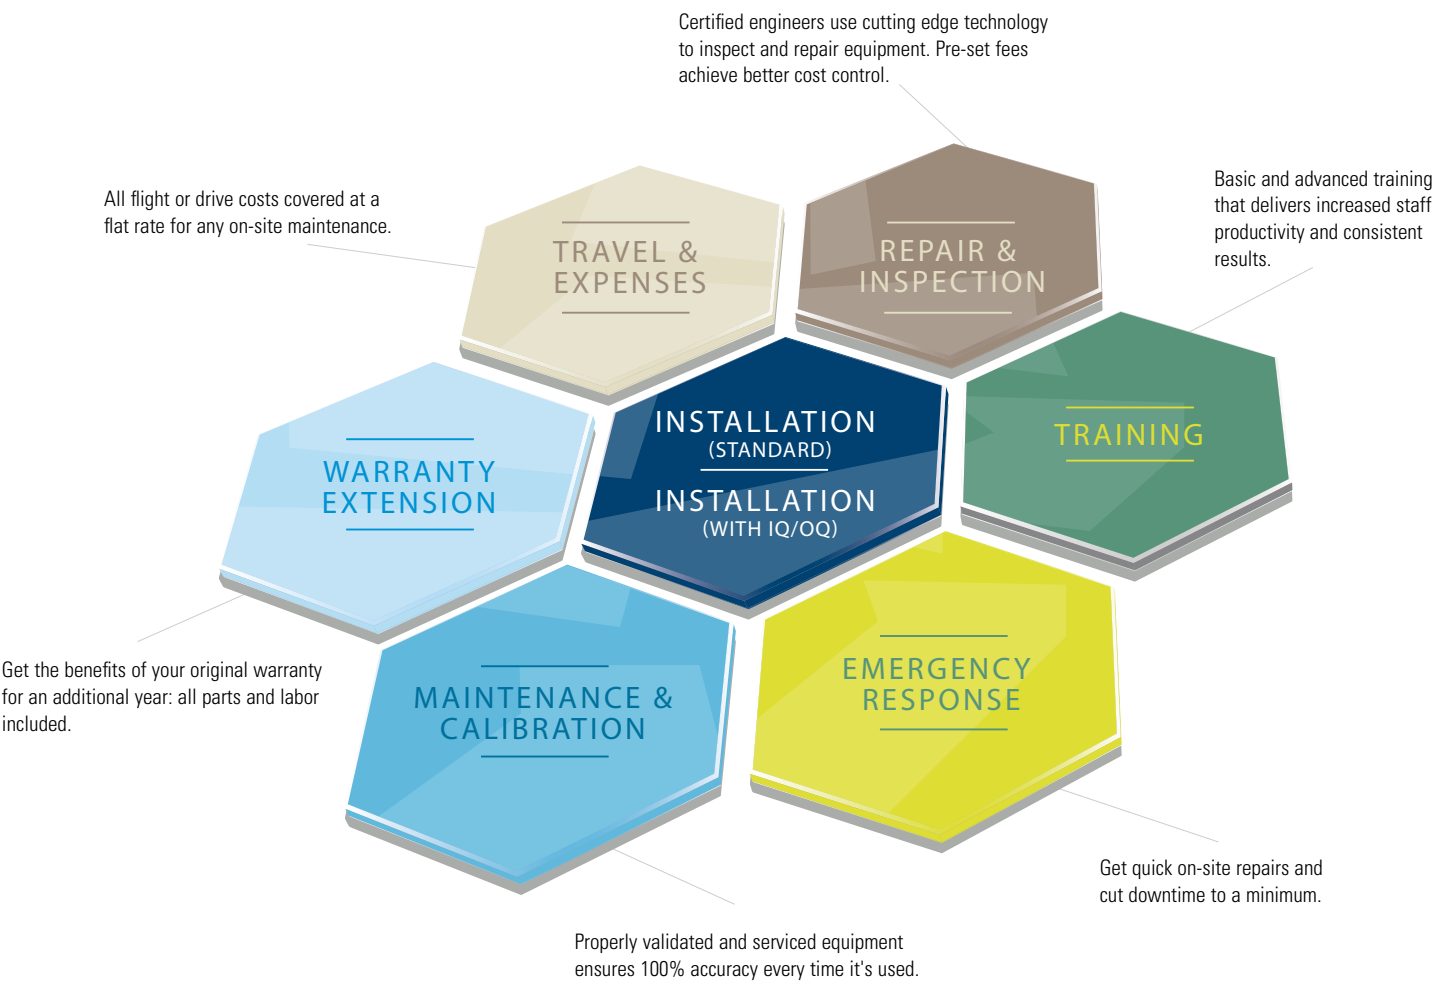 Certified engineers use cutting edge technology
to inspect and repair equipment. Pre-set fees
achieve better cost control.
All flight or drive costs covered at a
flat rate for any on-site maintenance.
Basic and advanced training
that delivers increased staff
productivity and consistent
results.
TRAVEL &
EXPENSES
REPAIR &
INSPECTION
WARRANTY
EXTENSION
INSTALLATION
(STANDARD)
INSTALLATION
(WITH IQ/OQ)
TRAINING
MAINTENANCE &
CALIBRATION
EMERGENCY
RESPONSE
Get the benefits of your original warranty
for an additional year: all parts and labor
included.
Get quick on-site repairs and
cut downtime to a minimum.
Properly validated and serviced equipment
ensures 100% accuracy every time it's used.